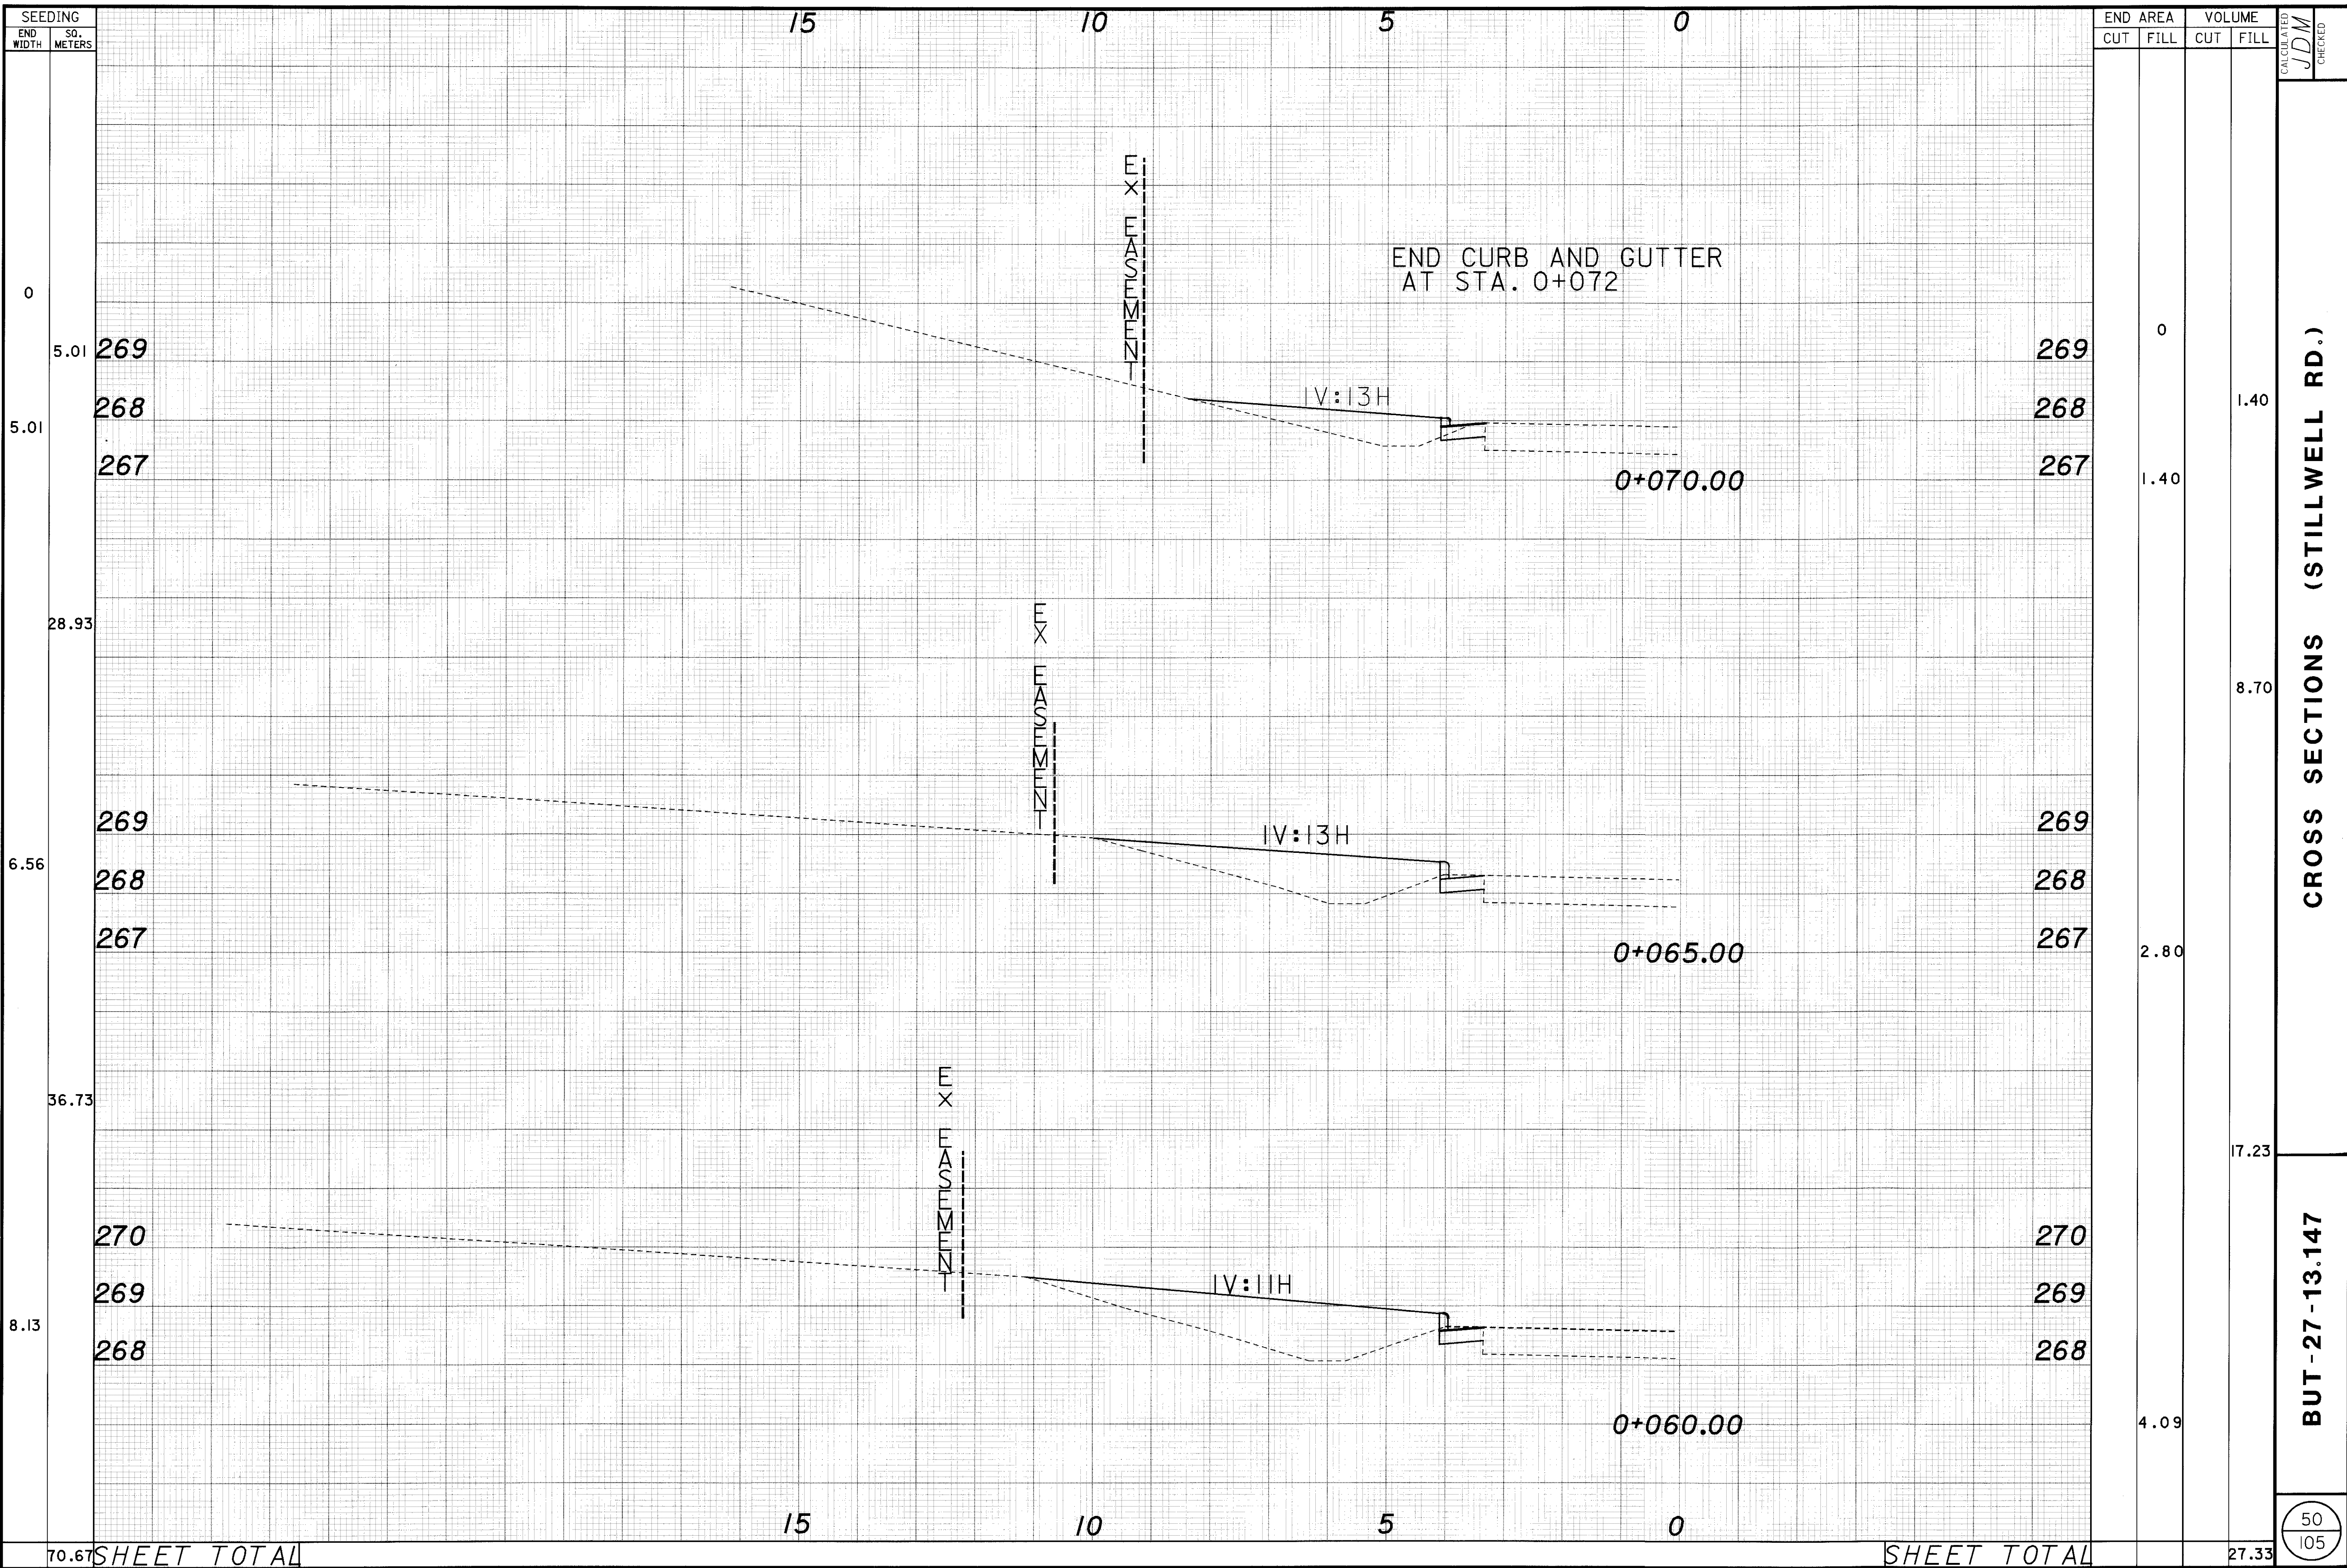 SEEDING
END WIDTH
SQ. METERS
15 10 5 0
END AREA
VOLUME
CUT FILL CUT FILL
CALCULATED
JDM
CHECKED
EX EASEMENT
END CURB AND GUTTER
AT STA. 0+072
0
0
5.01 269
269
1V:13H
268
268
1.40
5.01
267
267
0+070.00
1.40
EX EASEMENT
28.93
8.70
269
269
1V:13H
6.56
268
268
267
267
0+065.00
2.80
EX EASEMENT
36.73
17.23
270
270
1V:11H
269
269
8.13
268
268
0+060.00
4.09
15 10 5 0
70.67 SHEET TOTAL
SHEET TOTAL 27.33
CROSS SECTIONS (STILLWELL RD.)
BUT-27-13.147
50
105